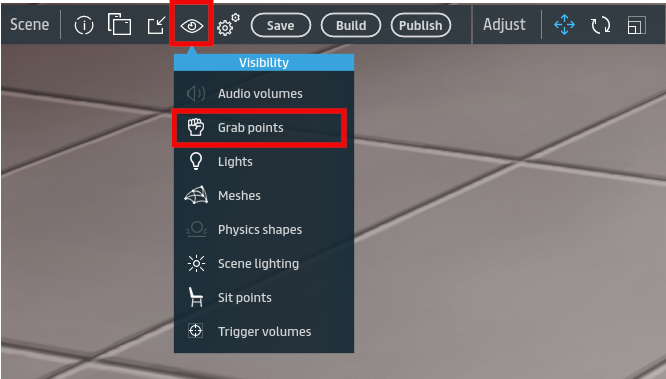 Scene Save Build Publish Adjust
Visibility
Audio volumes
Grab points
Lights
Meshes
Physics shapes
Scene lighting
Sit points
Trigger volumes